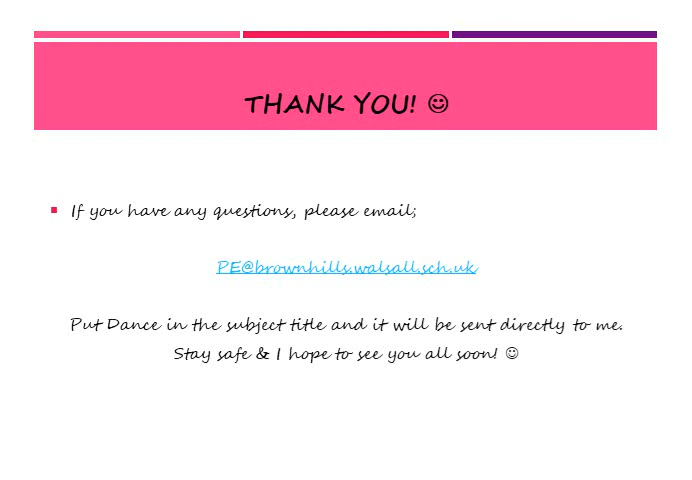 THANK YOU! ☺
If you have any questions, please email;
PE@brownhills.walsall.sch.uk
Put Dance in the subject title and it will be sent directly to me.
Stay safe & I hope to see you all soon! ☺